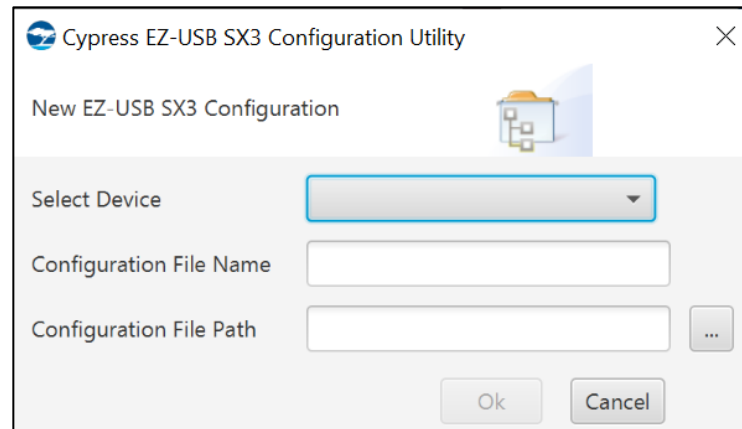 Cypress EZ-USB SX3 Configuration Utility
New EZ-USB SX3 Configuration
Select Device
Configuration File Name
Configuration File Path
...
Ok Cancel